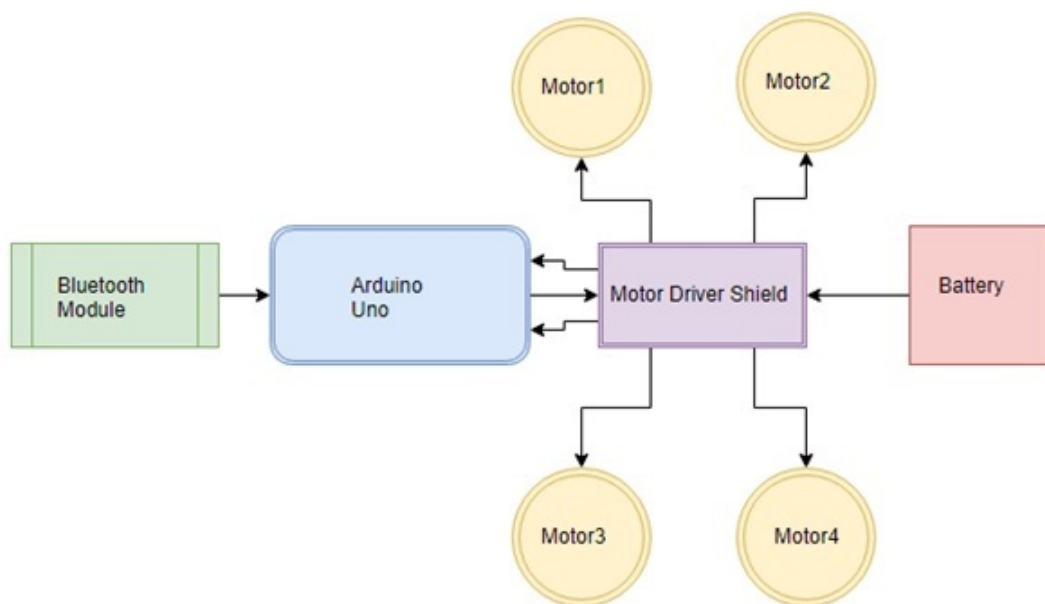 Motor1
Motor2
Bluetooth
Module
Arduino
Uno
Motor Driver Shield
Battery
Motor3
Motor4